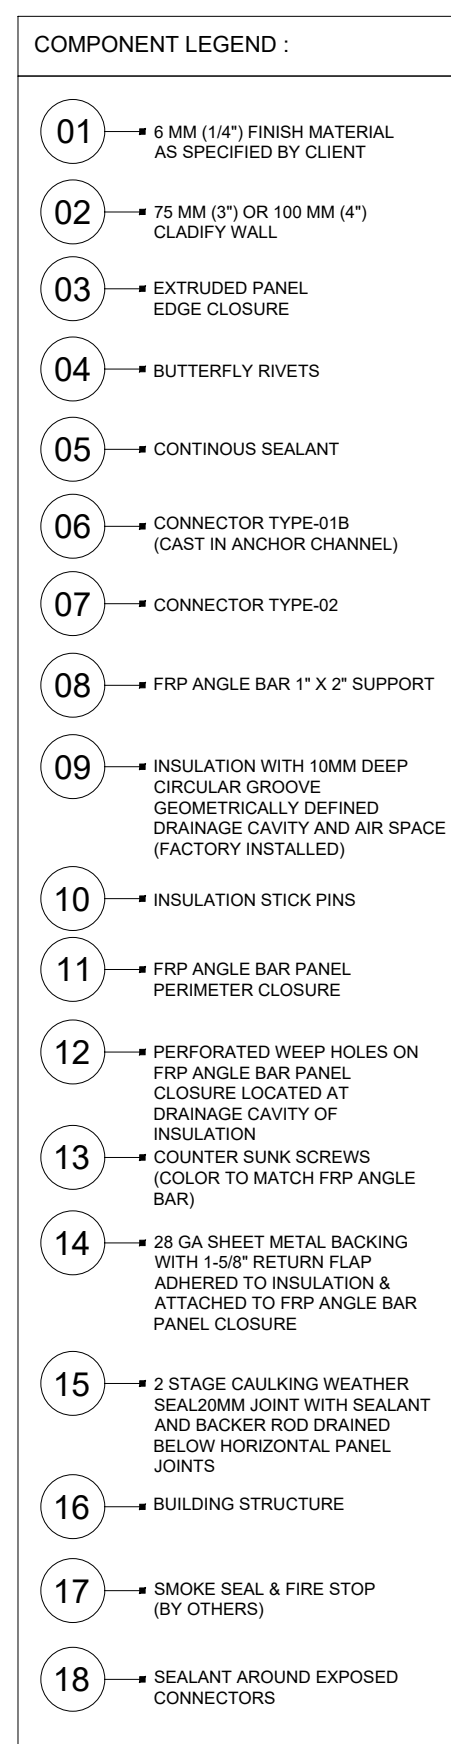 COMPONENT LEGEND :
01
6 MM (1/4") FINISH MATERIAL
AS SPECIFIED BY CLIENT
02
75 MM (3") OR 100 MM (4")
CLADIFY WALL
03
EXTRUDED PANEL
EDGE CLOSURE
04
BUTTERFLY RIVETS
05
CONTINOUS SEALANT
06
CONNECTOR TYPE-01B
(CAST IN ANCHOR CHANNEL)
07
CONNECTOR TYPE-02
08
FRP ANGLE BAR 1" X 2" SUPPORT
09
INSULATION WITH 10MM DEEP
CIRCULAR GROOVE
GEOMETRICALLY DEFINED
DRAINAGE CAVITY AND AIR SPACE
(FACTORY INSTALLED)
10
INSULATION STICK PINS
11
FRP ANGLE BAR PANEL
PERIMETER CLOSURE
12
PERFORATED WEEP HOLES ON
FRP ANGLE BAR PANEL
CLOSURE LOCATED AT
DRAINAGE CAVITY OF
INSULATION
13
COUNTER SUNK SCREWS
(COLOR TO MATCH FRP ANGLE
BAR)
14
28 GA SHEET METAL BACKING
WITH 1-5/8" RETURN FLAP
ADHERED TO INSULATION &
ATTACHED TO FRP ANGLE BAR
PANEL CLOSURE
15
2 STAGE CAULKING WEATHER
SEAL20MM JOINT WITH SEALANT
AND BACKER ROD DRAINED
BELOW HORIZONTAL PANEL
JOINTS
16
BUILDING STRUCTURE
17
SMOKE SEAL & FIRE STOP
(BY OTHERS)
18
SEALANT AROUND EXPOSED
CONNECTORS